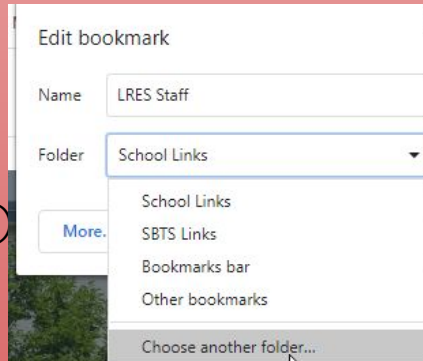 Edit bookmark
Name LRES Staff
Folder School Links
School Links
More. SBTS Links
Bookmarks bar
Other bookmarks
Choose another folder...